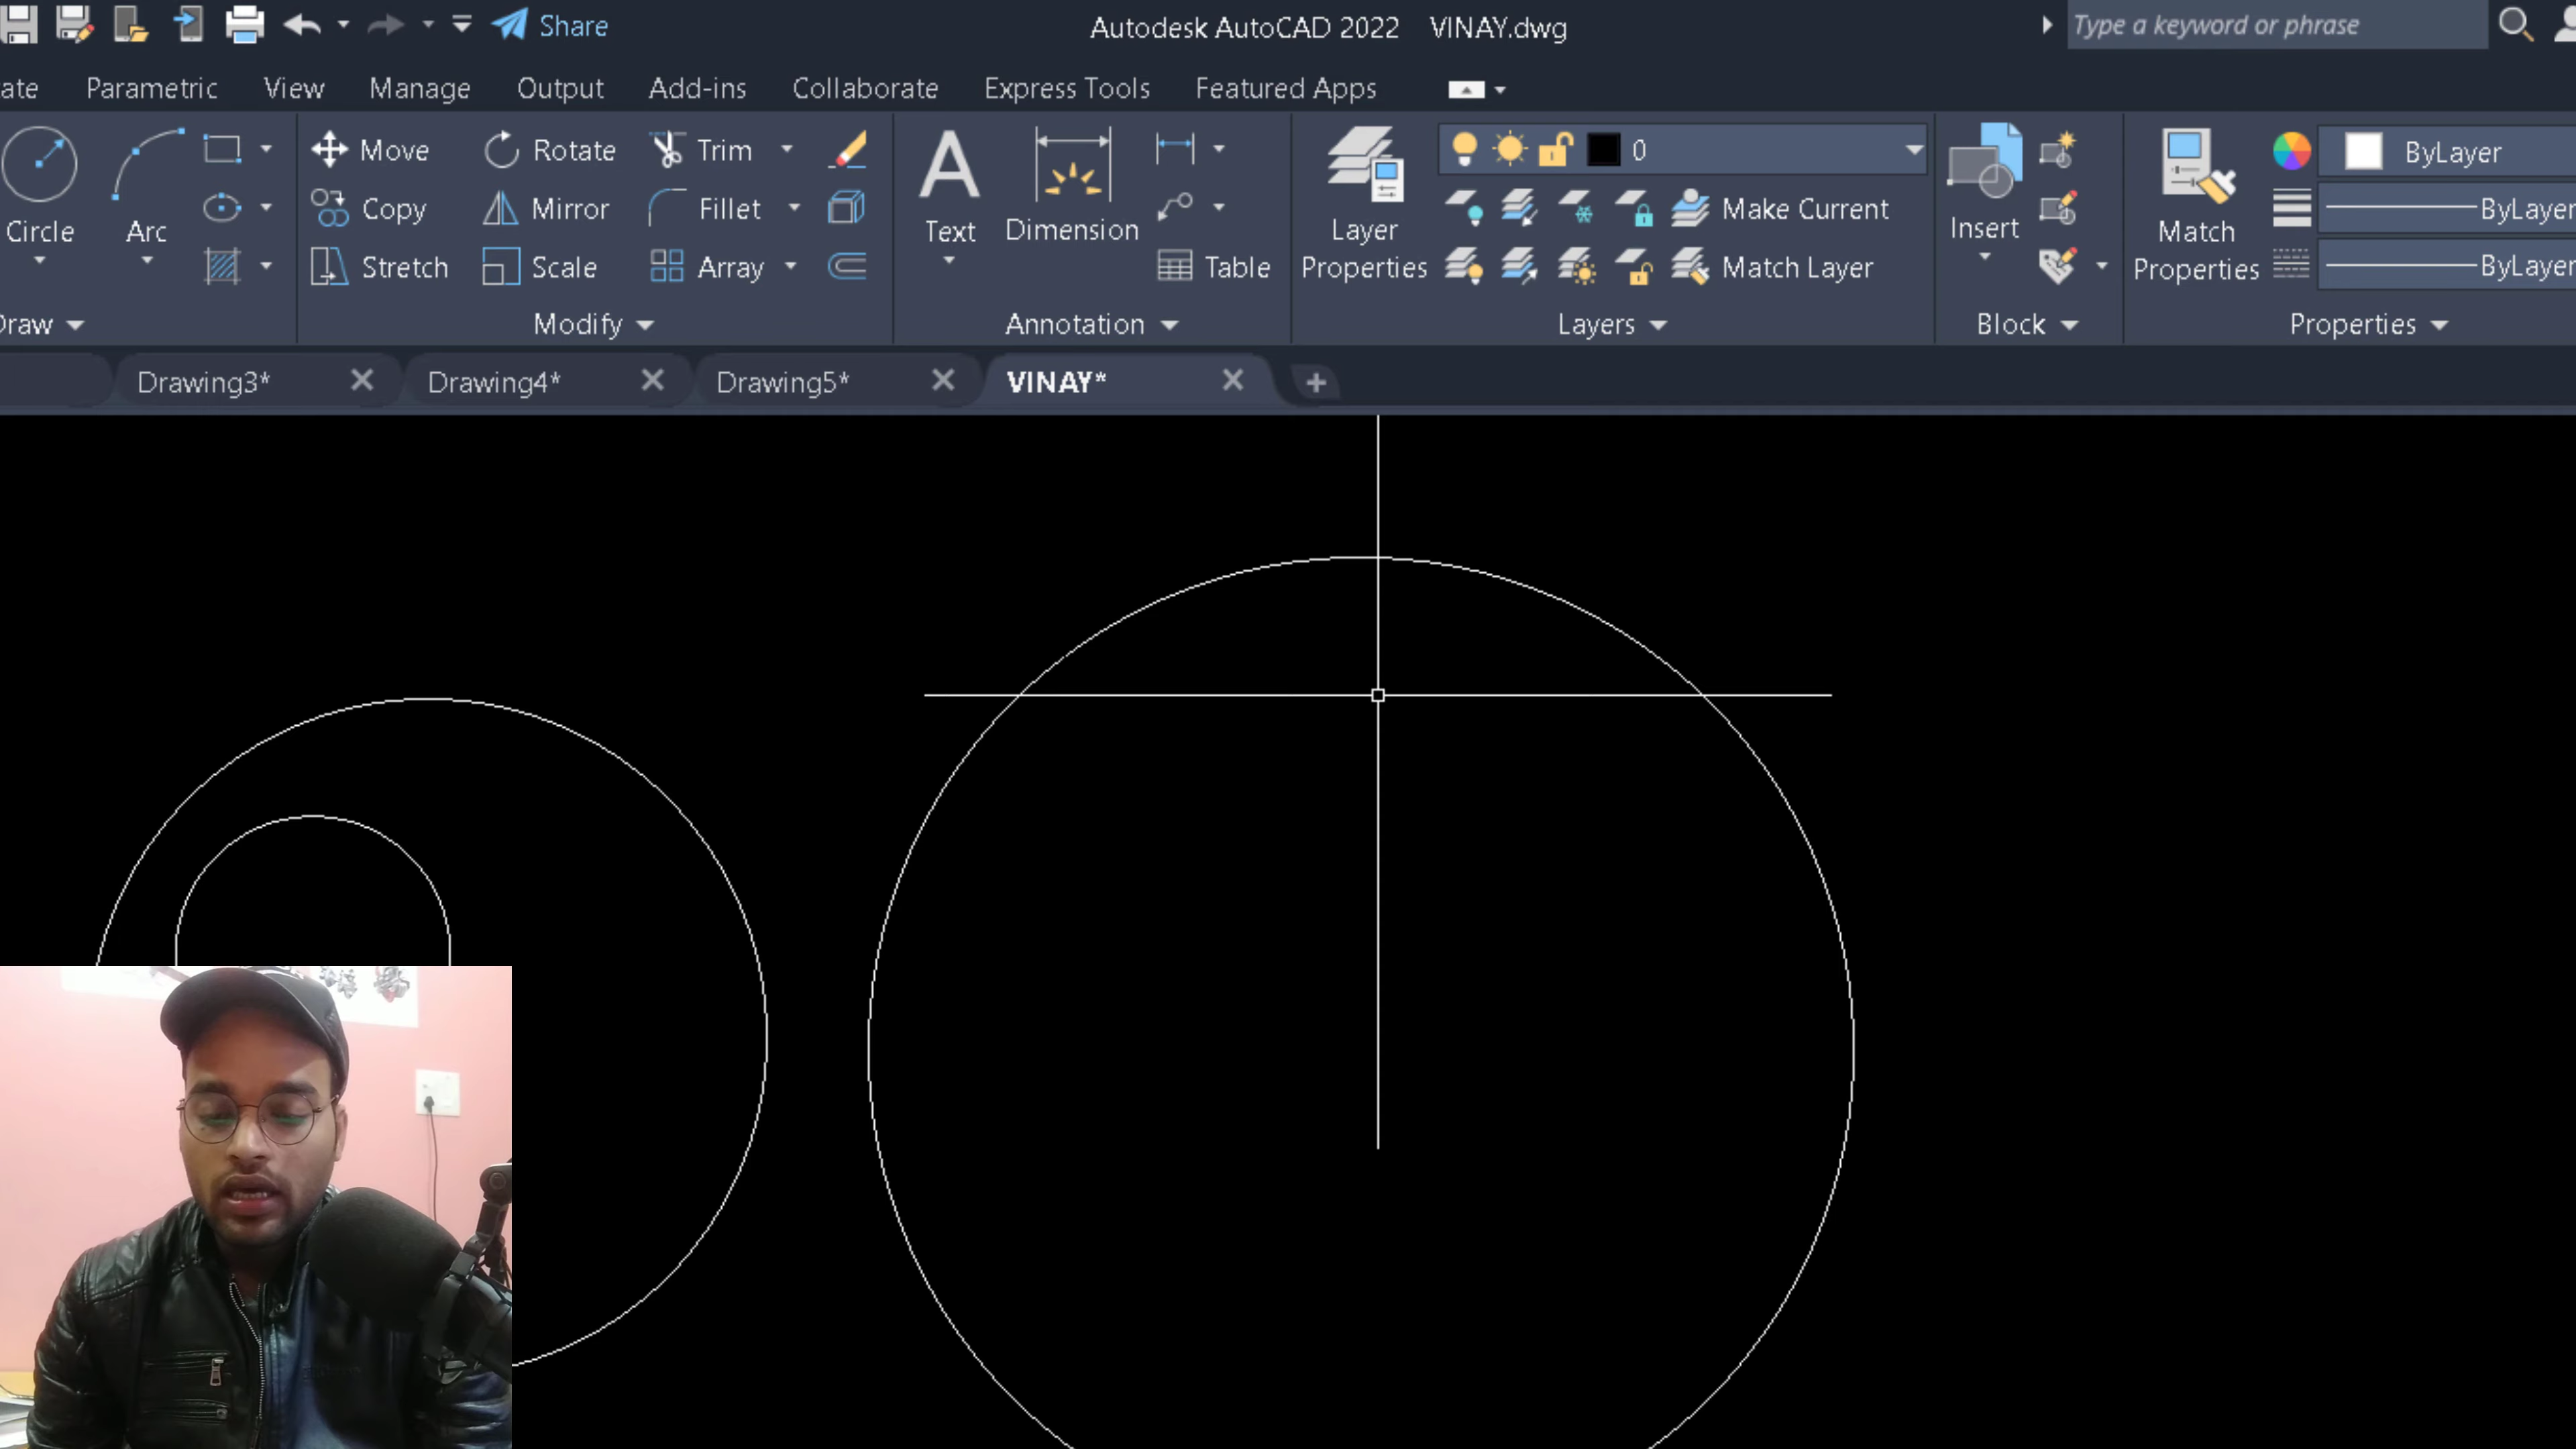 Share
Autodesk AutoCAD 2022 VINAY.dwg
Type a keyword or phrase
ate Parametric View Manage Output Add-ins Collaborate Express Tools Featured Apps
Circle
Arc
Move Rotate Trim
Copy Mirror Fillet
Stretch Scale Array
Text
Dimension
Table
Layer
Properties
0
Make Current
Match Layer
Insert
Match
Properties
ByLayer
ByLayer
ByLayer
Draw Modify Annotation Layers Block Properties
Drawing3* Drawing4* Drawing5* VINAY*